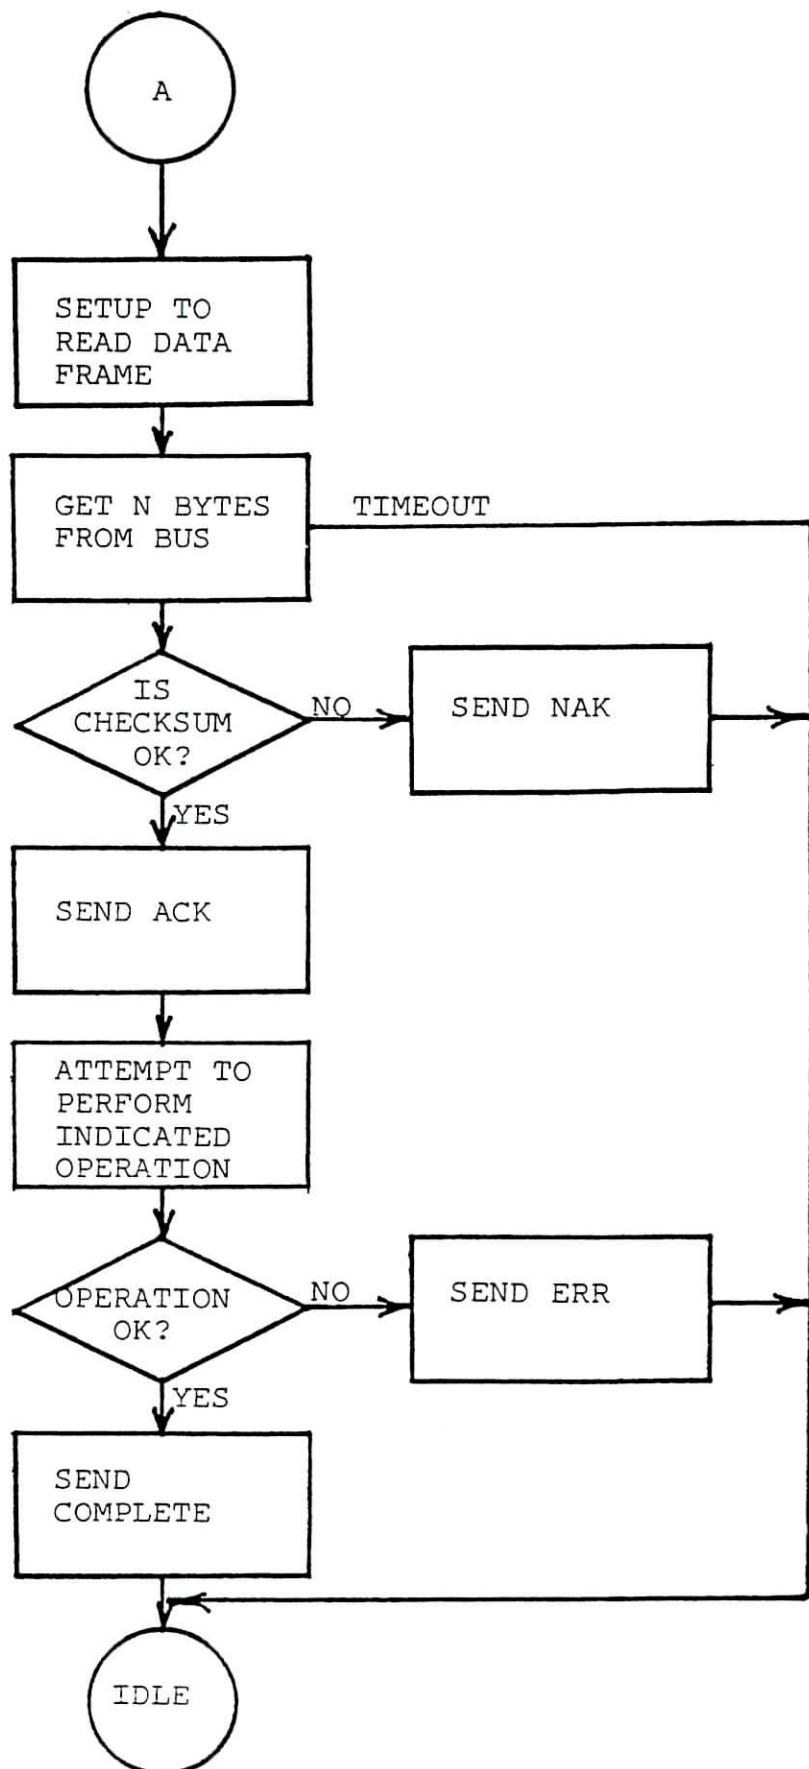 A
SETUP TO
READ DATA
FRAME
GET N BYTES
FROM BUS
TIMEOUT
IS
CHECKSUM
OK?
NO
SEND NAK
YES
SEND ACK
ATTEMPT TO
PERFORM
INDICATED
OPERATION
OPERATION
OK?
NO
SEND ERR
YES
SEND
COMPLETE
IDLE